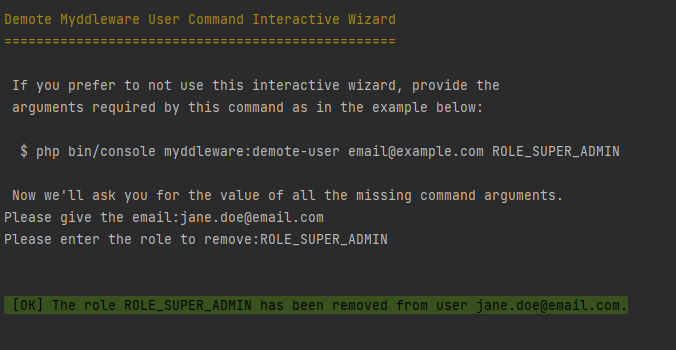 Demote Myddleware User Command Interactive Wizard
=================================================
If you prefer to not use this interactive wizard, provide the
arguments required by this command as in the example below:
$ php bin/console myddleware:demote-user email@example.com ROLE_SUPER_ADMIN
Now we'll ask you for the value of all the missing command arguments.
Please give the email:jane.doe@email.com
Please enter the role to remove:ROLE_SUPER_ADMIN
[OK] The role ROLE_SUPER_ADMIN has been removed from user jane.doe@email.com.